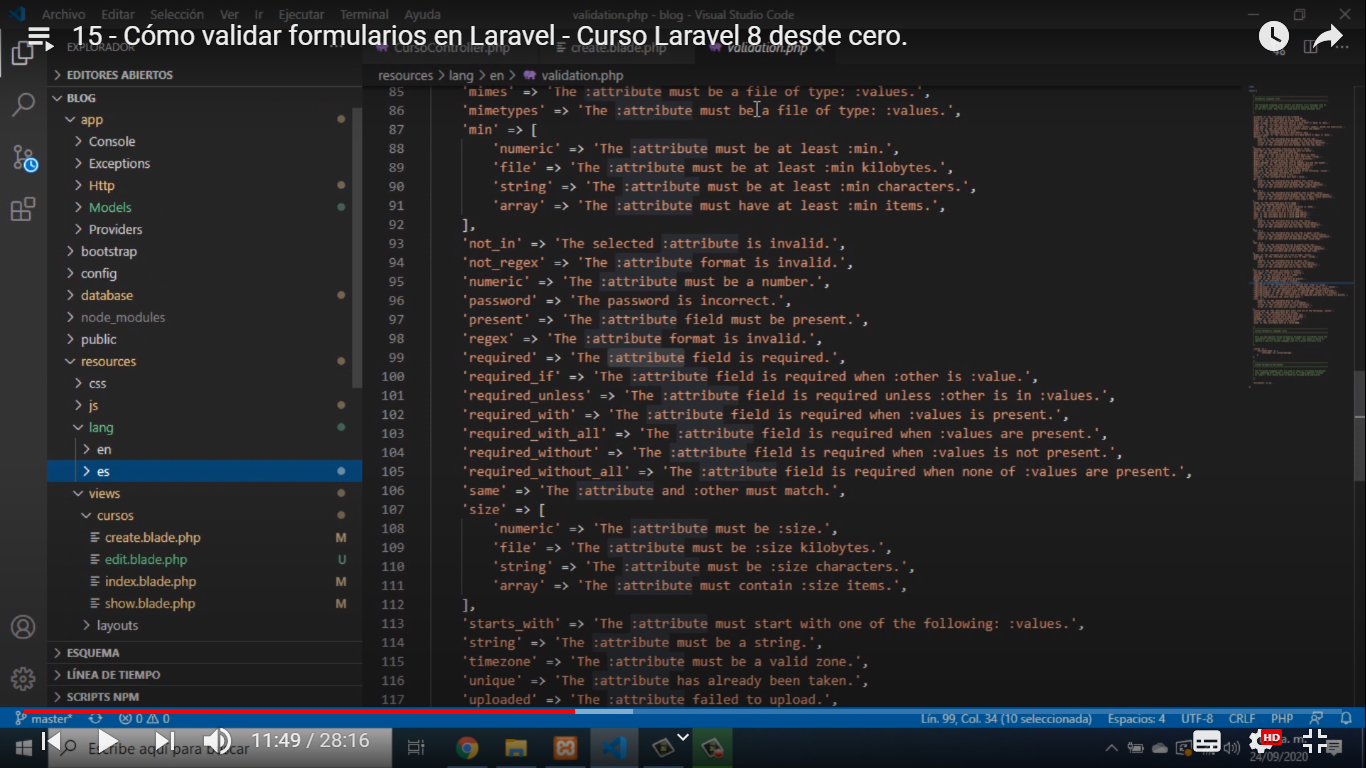 Archivo Editar Selección Ver Ir Ejecutar Terminal Ayuda validation.php - blog - Visual Studio Code
15 - Cómo validar formularios en Laravel - Curso Laravel 8 desde cero.
EXPLORADOR
CursoController.php create.blade.php validation.php
EDITORES ABIERTOS
BLOG
app
Console
Exceptions
Http
Models
Providers
bootstrap
config
database
node_modules
public
resources
css
js
lang
en
es
views
cursos
create.blade.php M
edit.blade.php U
index.blade.php M
show.blade.php M
layouts
ESQUEMA
LÍNEA DE TIEMPO
SCRIPTS NPM
resources > lang > en > validation.php
85 'mimes' => 'The :attribute must be a file of type: :values.',
86 'mimetypes' => 'The :attribute must be a file of type: :values.',
87 'min' => [
88 'numeric' => 'The :attribute must be at least :min.',
89 'file' => 'The :attribute must be at least :min kilobytes.',
90 'string' => 'The :attribute must be at least :min characters.',
91 'array' => 'The :attribute must have at least :min items.',
92 ],
93 'not_in' => 'The selected :attribute is invalid.',
94 'not_regex' => 'The :attribute format is invalid.',
95 'numeric' => 'The :attribute must be a number.',
96 'password' => 'The password is incorrect.',
97 'present' => 'The :attribute field must be present.',
98 'regex' => 'The :attribute format is invalid.',
99 'required' => 'The :attribute field is required.',
100 'required_if' => 'The :attribute field is required when :other is :value.',
101 'required_unless' => 'The :attribute field is required unless :other is in :values.',
102 'required_with' => 'The :attribute field is required when :values is present.',
103 'required_with_all' => 'The :attribute field is required when :values are present.',
104 'required_without' => 'The :attribute field is required when :values is not present.',
105 'required_without_all' => 'The :attribute field is required when none of :values are present.',
106 'same' => 'The :attribute and :other must match.',
107 'size' => [
108 'numeric' => 'The :attribute must be :size.',
109 'file' => 'The :attribute must be :size kilobytes.',
110 'string' => 'The :attribute must be :size characters.',
111 'array' => 'The :attribute must contain :size items.',
112 ],
113 'starts_with' => 'The :attribute must start with one of the following: :values.',
114 'string' => 'The :attribute must be a string.',
115 'timezone' => 'The :attribute must be a valid zone.',
116 'unique' => 'The :attribute has already been taken.',
117 'uploaded' => 'The :attribute failed to upload.',
master* 0 0 Lín. 99, Col. 34 (10 seleccionada) Espacios: 4 UTF-8 CRLF PHP
Escribe aquí para buscar
11:49 / 28:16
HD
a. m.
24/09/2020